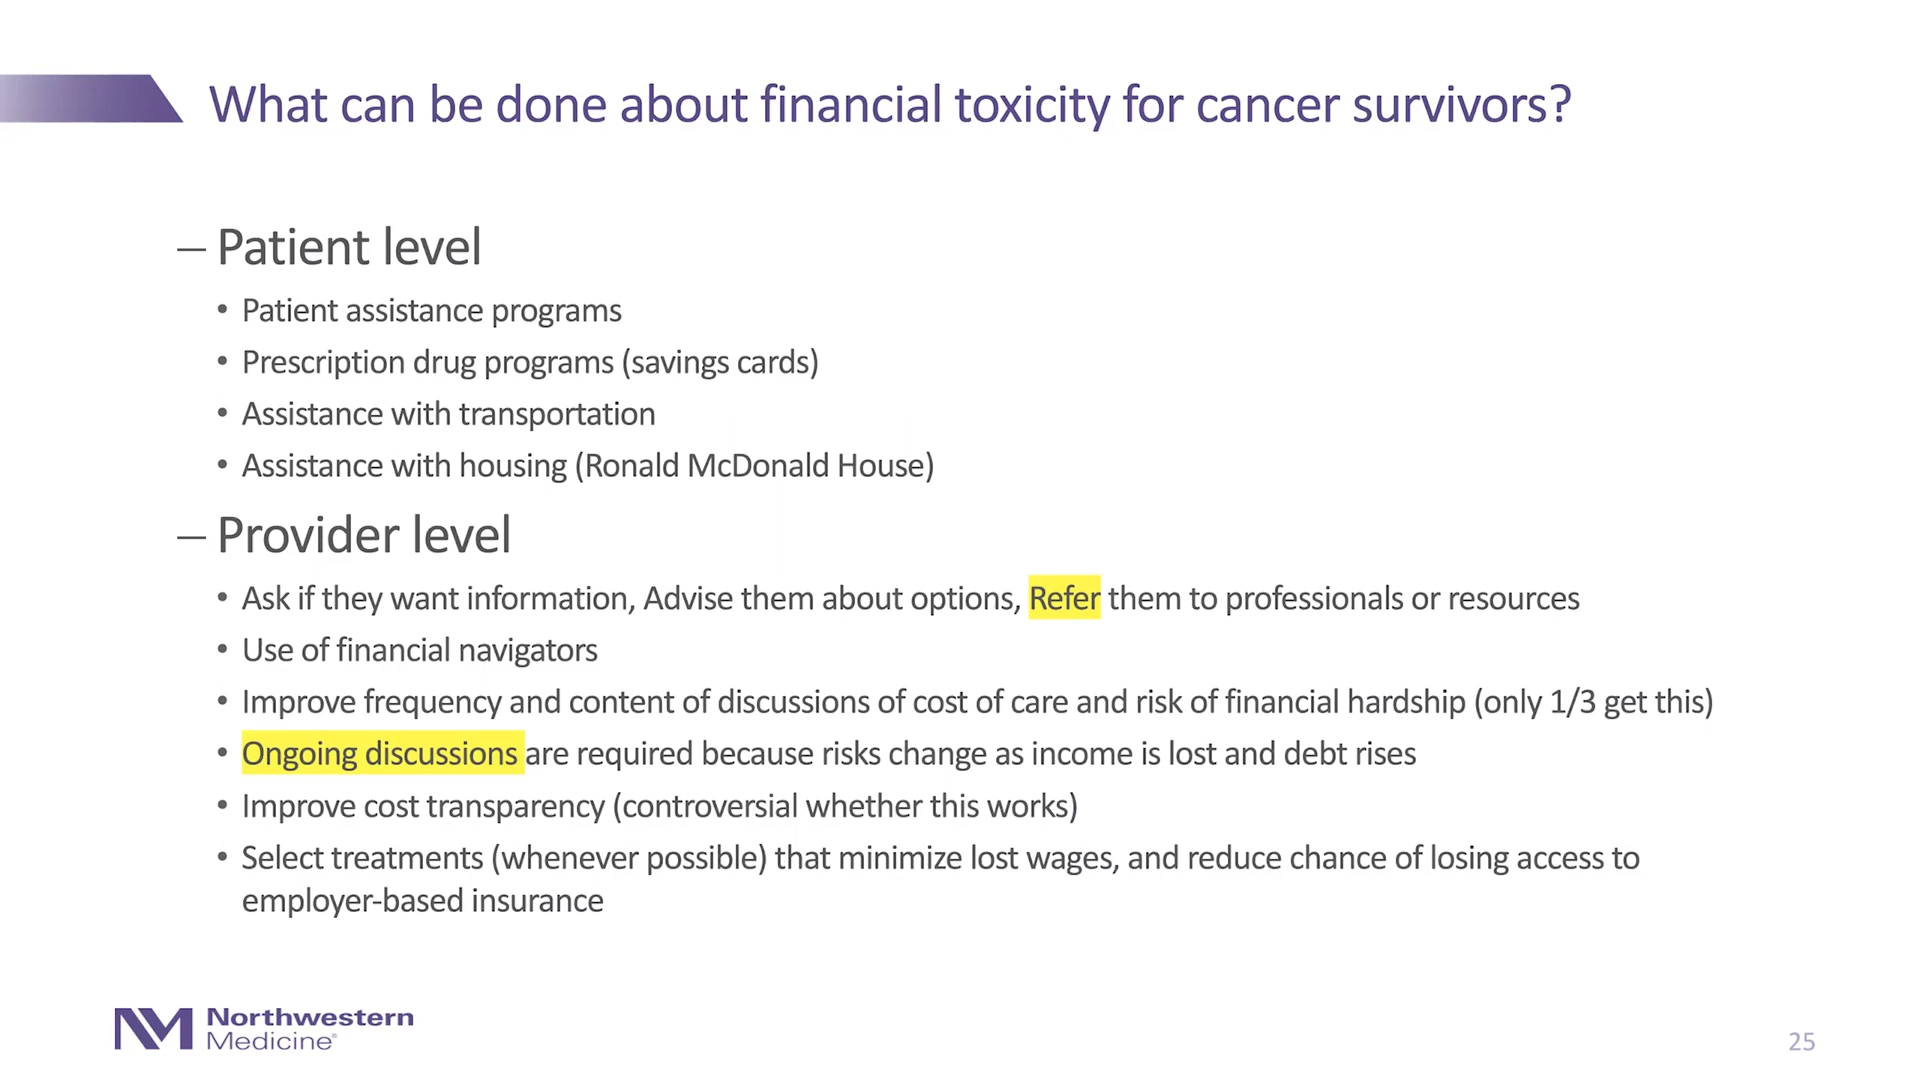 What can be done about financial toxicity for cancer survivors?
– Patient level
• Patient assistance programs
• Prescription drug programs (savings cards)
• Assistance with transportation
• Assistance with housing (Ronald McDonald House)
– Provider level
• Ask if they want information, Advise them about options, Refer them to professionals or resources
• Use of financial navigators
• Improve frequency and content of discussions of cost of care and risk of financial hardship (only 1/3 get this)
• Ongoing discussions are required because risks change as income is lost and debt rises
• Improve cost transparency (controversial whether this works)
• Select treatments (whenever possible) that minimize lost wages, and reduce chance of losing access to
employer-based insurance
NM Northwestern
Medicine®
25